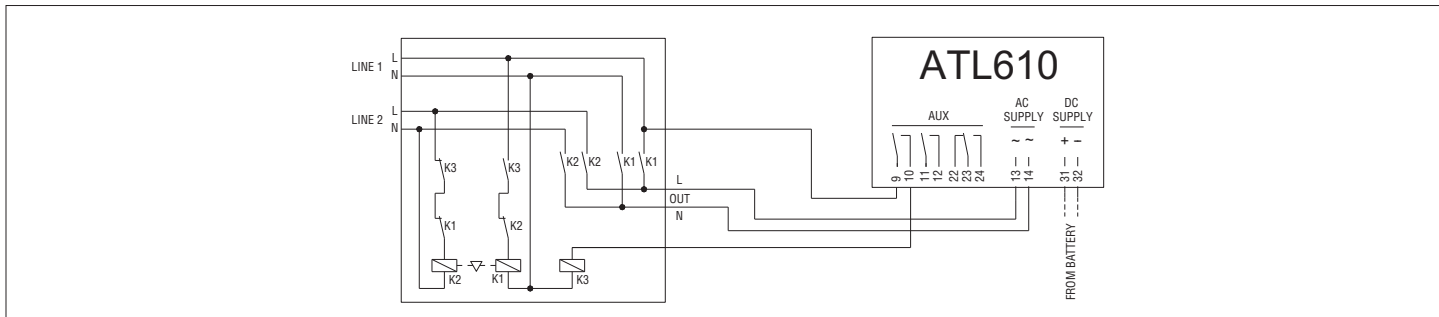 LINE 1
L
N
LINE 2
L
N
K3
K3
K1
K2
K2
K1
K3
K2
K2
K1
K1
L
OUT
N
ATL610
AUX
AC
SUPPLY
DC
SUPPLY
~
~
+
–
9
10
11
12
22
23
24
13
14
31
32
FROM BATTERY